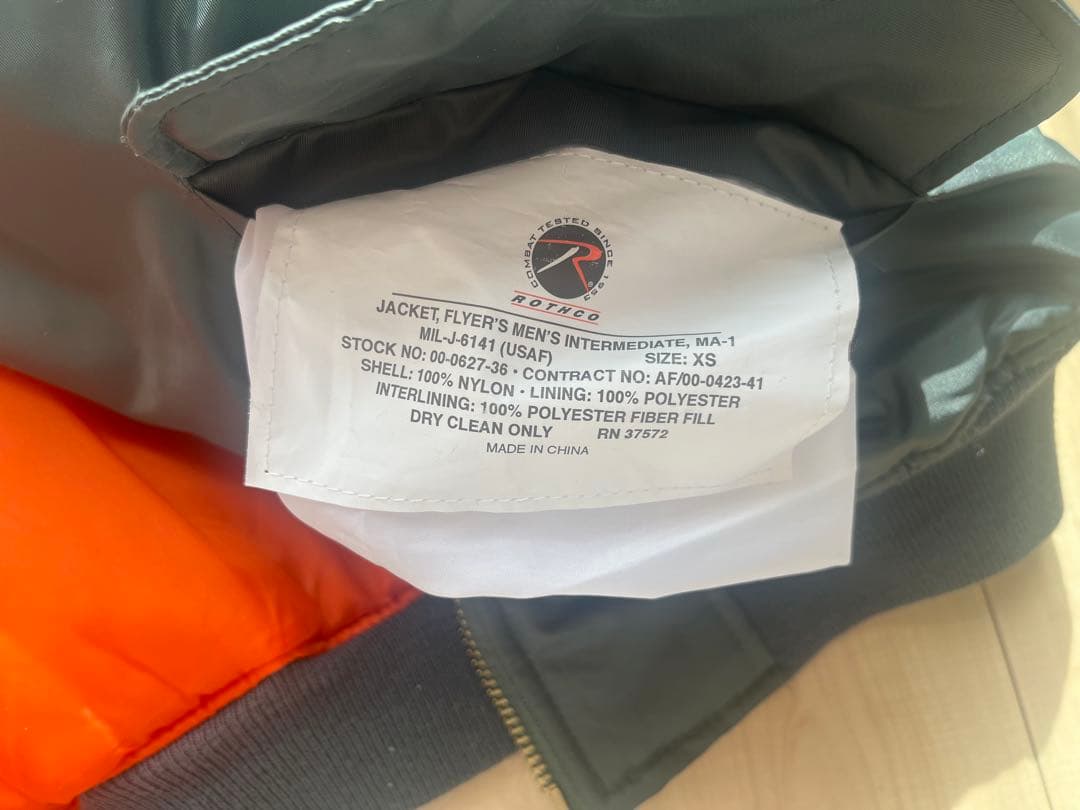 COMBAT TESTED SINCE 1953
R
ROTHCO
JACKET, FLYER'S MEN'S INTERMEDIATE, MA-1
MIL-J-6141 (USAF) SIZE: XS
STOCK NO: 00-0627-36 • CONTRACT NO: AF/00-0423-41
SHELL: 100% NYLON • LINING: 100% POLYESTER
INTERLINING: 100% POLYESTER FIBER FILL
DRY CLEAN ONLY RN 37572
MADE IN CHINA